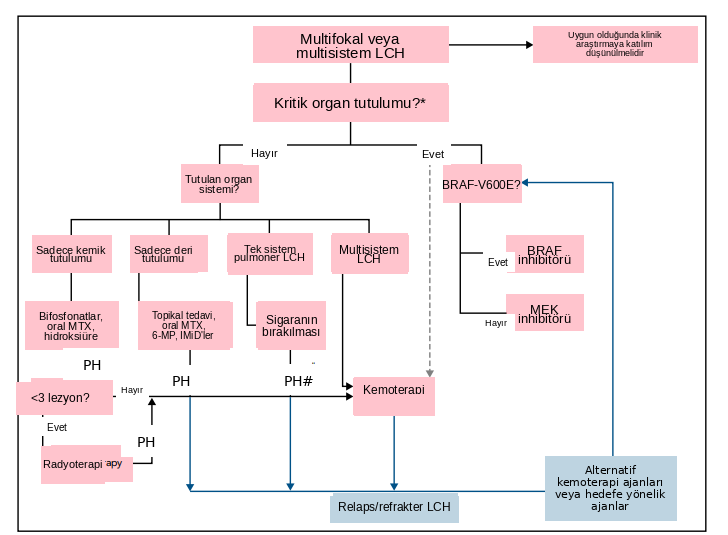 Multifokal veya
multisistem LCH
Uygun olduğunda klinik
araştırmaya katılım
düşünülmelidir
Kritik organ tutulumu?*
Hayır
Evet
Tutulan organ
sistemi?
BRAF-V600E?
Sadece kemik
tutulumu
Sadece deri
tutulumu
Tek sistem
pulmoner LCH
Multisistem
LCH
Evet
BRAF
inhibitörü
Hayır
MEK
inhibitörü
Bifosfonatlar,
oral MTX,
hidroksiüre
Topikal tedavi,
oral MTX,
6-MP, IMiD'ler
Sigaranın
bırakılması
PH
PH
PH#
<3 lezyon?
Hayır
Kemoterapi
Evet
PH
Radyoterapi
apy
Alternatif
kemoterapi ajanları
veya hedefe yönelik
ajanlar
Relaps/refrakter LCH